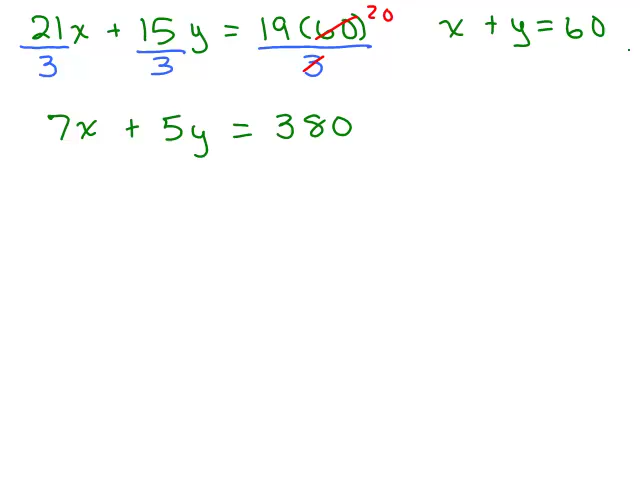 21x + 15y = 19(60) 20 x + y = 60
3 3 3
7x + 5y = 380